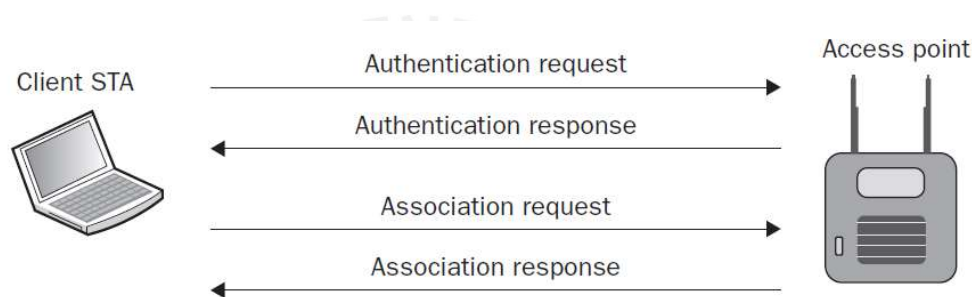 Client STA
Authentication request
Access point
Authentication response
Association request
Association response